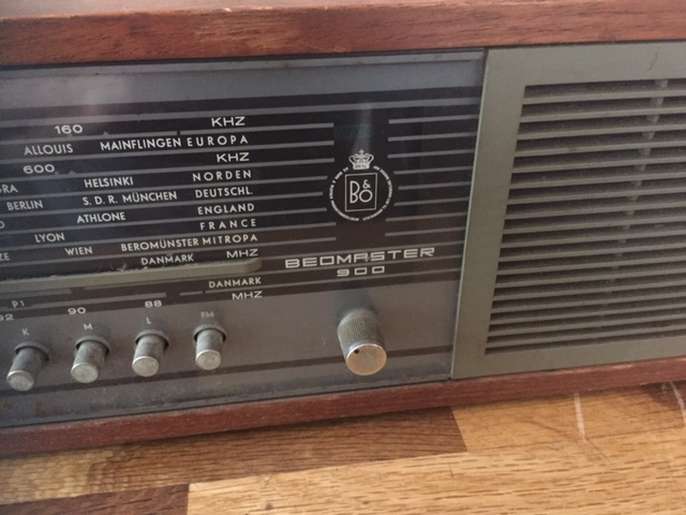 160 KHZ
ALLOUIS MAINFLINGEN EUROPA
600 KHZ
HELSINKI NORDEN
BERLIN S.D.R. MÜNCHEN DEUTSCHL.
ATHLONE ENGLAND
LYON FRANCE
WIEN BEROMÜNSTER MITROPA
DANMARK MHZ
B&O
BEOMASTER
900
DANMARK
P1 MHZ
92 90 88
K M L FM